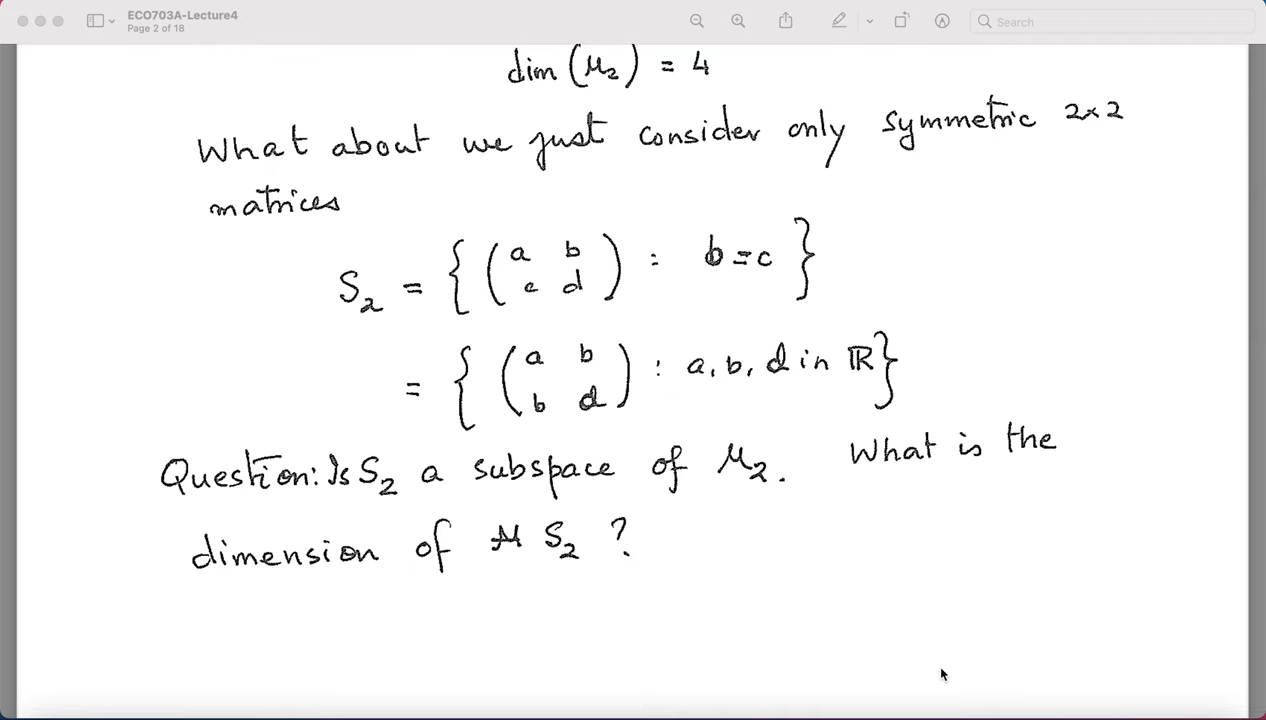 ECO703A-Lecture4
Page 2 of 18
Search
dim (M₂) = 4
What about we just consider only symmetric 2×2
matrices
S₂ = { ( a b
c d ) : b = c }
= { ( a b
b d ) : a, b, d in ℝ }
Question: Is S₂ a subspace of M₂. What is the
dimension of S₂ ?